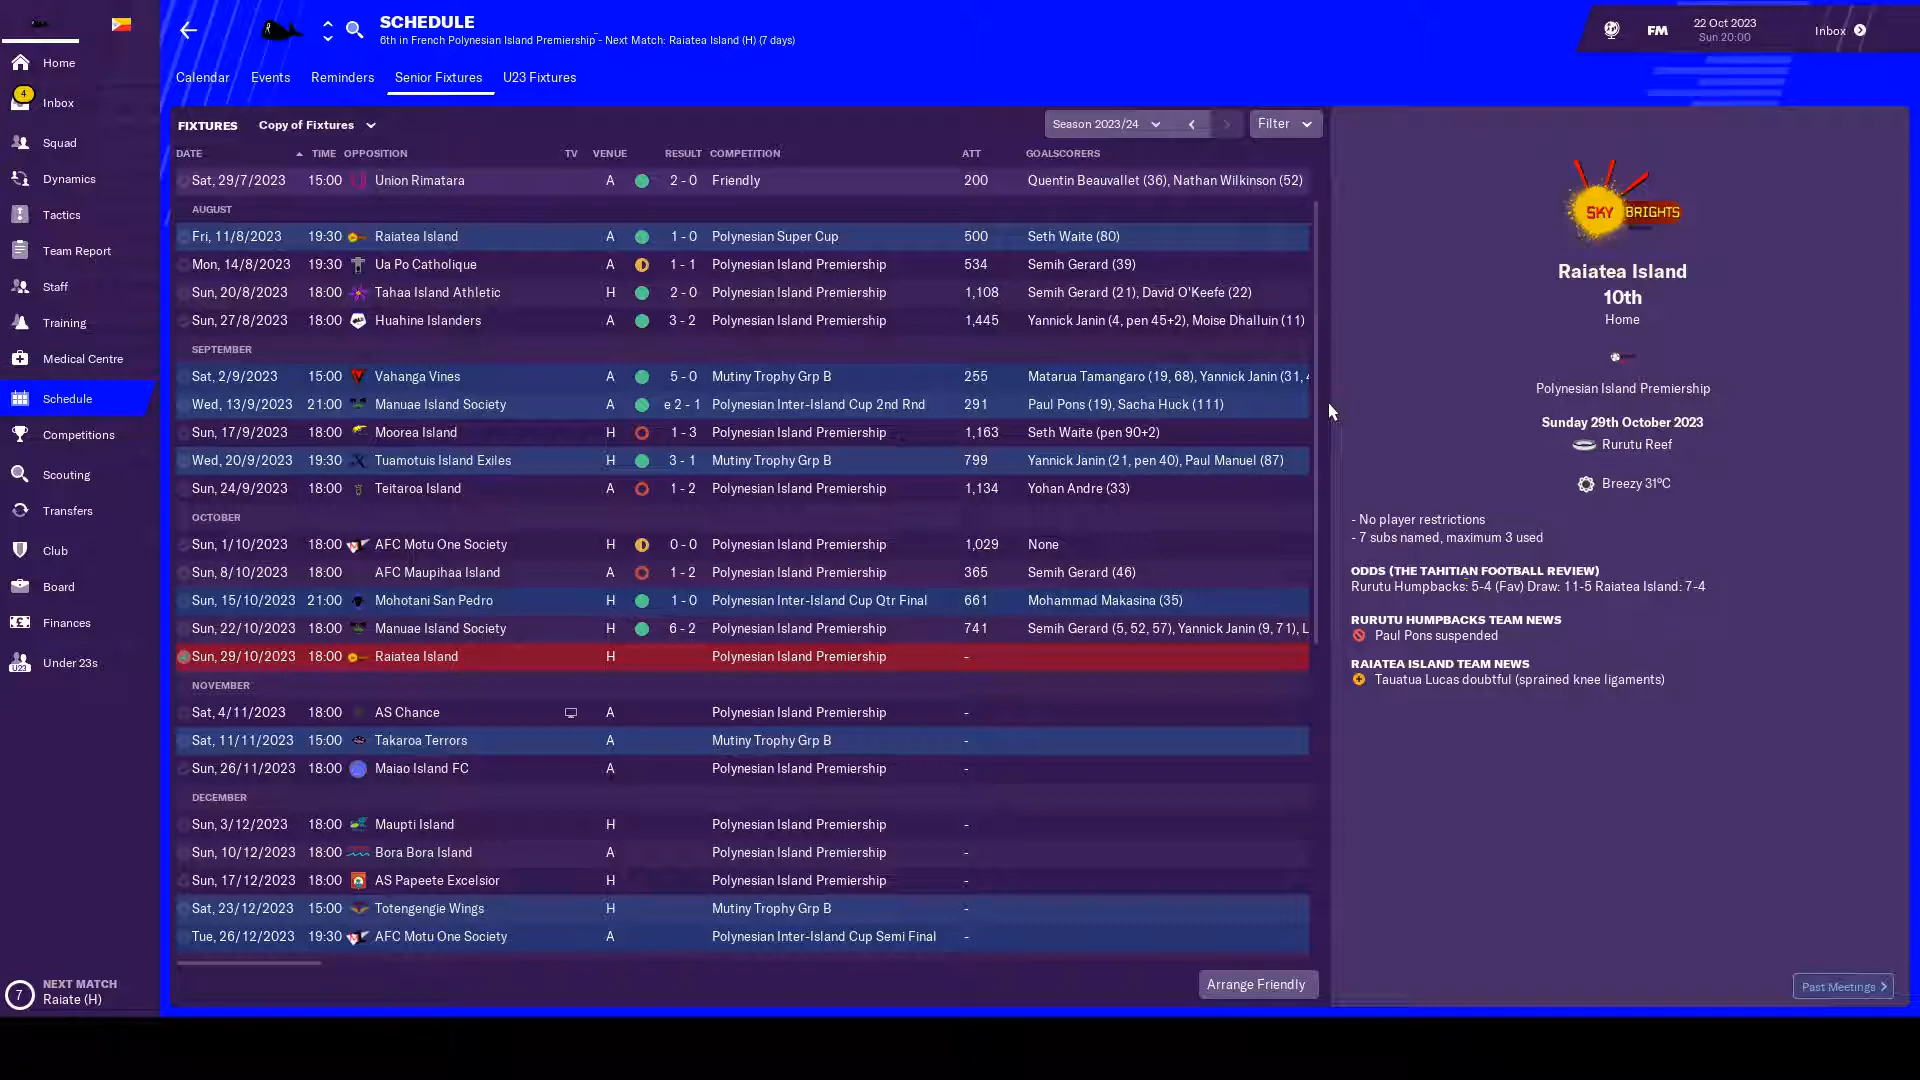 SCHEDULE
6th in French Polynesian Island Premiership - Next Match: Raiatea Island (H) (7 days)
FM
22 Oct 2023
Sun 20:00
Inbox
Home
4
Inbox
Squad
Dynamics
Tactics
Team Report
Staff
Training
Medical Centre
Schedule
Competitions
Scouting
Transfers
Club
Board
Finances
U23
Under 23s
7
NEXT MATCH
Raiate (H)
Calendar Events Reminders Senior Fixtures U23 Fixtures
FIXTURES Copy of Fixtures Season 2023/24 Filter
DATE TIME OPPOSITION TV VENUE RESULT COMPETITION ATT GOALSCORERS
Sat, 29/7/2023 15:00 Union Rimatara A 2 - 0 Friendly 200 Quentin Beauvallet (36), Nathan Wilkinson (52)
AUGUST
Fri, 11/8/2023 19:30 Raiatea Island A 1 - 0 Polynesian Super Cup 500 Seth Waite (80)
Mon, 14/8/2023 19:30 Ua Po Catholique A 1 - 1 Polynesian Island Premiership 534 Semih Gerard (39)
Sun, 20/8/2023 18:00 Tahaa Island Athletic H 2 - 0 Polynesian Island Premiership 1,108 Semih Gerard (21), David O'Keefe (22)
Sun, 27/8/2023 18:00 Huahine Islanders A 3 - 2 Polynesian Island Premiership 1,445 Yannick Janin (4, pen 45+2), Moise Dhalluin (11)
SEPTEMBER
Sat, 2/9/2023 15:00 Vahanga Vines A 5 - 0 Mutiny Trophy Grp B 255 Matarua Tamangaro (19, 68), Yannick Janin (31, 4
Wed, 13/9/2023 21:00 Manuae Island Society A e 2 - 1 Polynesian Inter-Island Cup 2nd Rnd 291 Paul Pons (19), Sacha Huck (111)
Sun, 17/9/2023 18:00 Moorea Island H 1 - 3 Polynesian Island Premiership 1,163 Seth Waite (pen 90+2)
Wed, 20/9/2023 19:30 Tuamotuis Island Exiles H 3 - 1 Mutiny Trophy Grp B 799 Yannick Janin (21, pen 40), Paul Manuel (87)
Sun, 24/9/2023 18:00 Teitaroa Island A 1 - 2 Polynesian Island Premiership 1,134 Yohan Andre (33)
OCTOBER
Sun, 1/10/2023 18:00 AFC Motu One Society H 0 - 0 Polynesian Island Premiership 1,029 None
Sun, 8/10/2023 18:00 AFC Maupihaa Island A 1 - 2 Polynesian Island Premiership 365 Semih Gerard (46)
Sun, 15/10/2023 21:00 Mohotani San Pedro H 1 - 0 Polynesian Inter-Island Cup Qtr Final 661 Mohammad Makasina (35)
Sun, 22/10/2023 18:00 Manuae Island Society H 6 - 2 Polynesian Island Premiership 741 Semih Gerard (5, 52, 57), Yannick Janin (9, 71), L
Sun, 29/10/2023 18:00 Raiatea Island H Polynesian Island Premiership -
NOVEMBER
Sat, 4/11/2023 18:00 AS Chance A Polynesian Island Premiership -
Sat, 11/11/2023 15:00 Takaroa Terrors A Mutiny Trophy Grp B -
Sun, 26/11/2023 18:00 Maiao Island FC A Polynesian Island Premiership -
DECEMBER
Sun, 3/12/2023 18:00 Maupti Island H Polynesian Island Premiership -
Sun, 10/12/2023 18:00 Bora Bora Island A Polynesian Island Premiership -
Sun, 17/12/2023 18:00 AS Papeete Excelsior H Polynesian Island Premiership -
Sat, 23/12/2023 15:00 Totengengie Wings H Mutiny Trophy Grp B -
Tue, 26/12/2023 19:30 AFC Motu One Society A Polynesian Inter-Island Cup Semi Final -
Arrange Friendly
SKY BRIGHTS
Raiatea Island
10th
Home
Polynesian Island Premiership
Sunday 29th October 2023
Rurutu Reef
Breezy 31°C
- No player restrictions
- 7 subs named, maximum 3 used
ODDS (THE TAHITIAN FOOTBALL REVIEW)
Rurutu Humpbacks: 5-4 (Fav) Draw: 11-5 Raiatea Island: 7-4
RURUTU HUMPBACKS TEAM NEWS
Paul Pons suspended
RAIATEA ISLAND TEAM NEWS
Tauatua Lucas doubtful (sprained knee ligaments)
Past Meetings